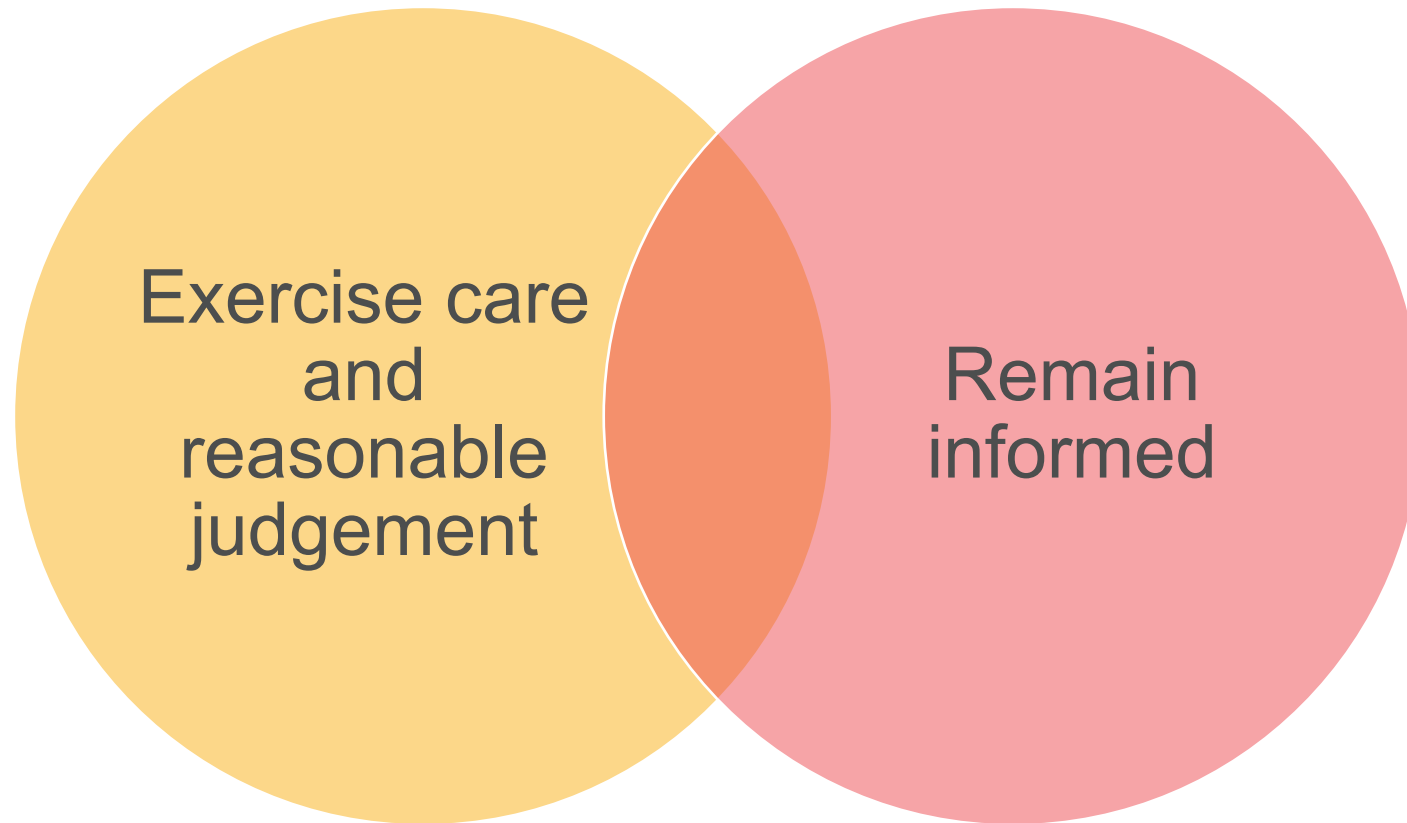 Exercise care
and
reasonable
judgement
Remain
informed